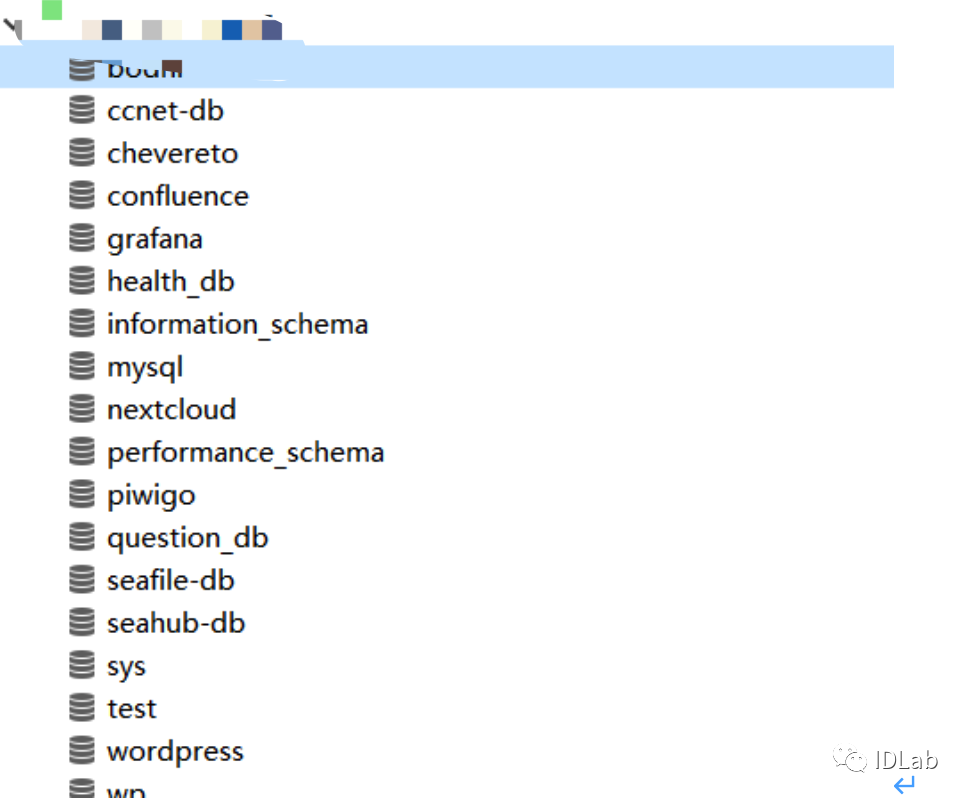 ccnet-db
chevereto
confluence
grafana
health_db
information_schema
mysql
nextcloud
performance_schema
piwigo
question_db
seafile-db
seahub-db
sys
test
wordpress
wp
IDLab